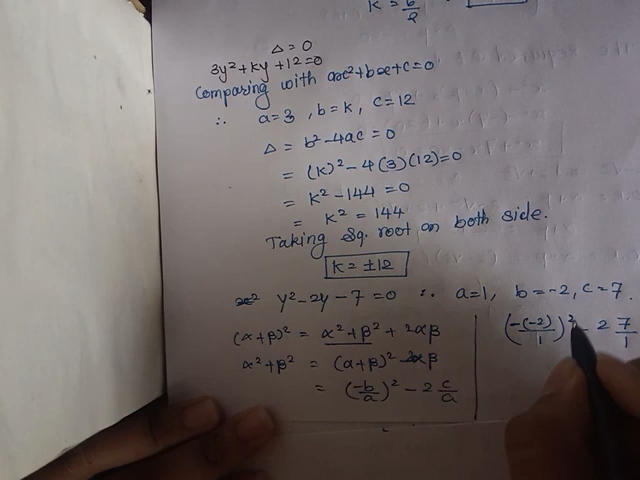 K = 6/2
Δ = 0
3y² + ky + 12 = 0
Comparing with ax² + bx + c = 0
∴ a = 3 , b = k , c = 12
Δ = b² - 4ac = 0
= (k)² - 4(3)(12) = 0
= k² - 144 = 0
= k² = 144
Taking sq. root on both side.
k = ±12
y² - 2y - 7 = 0 ∴ a = 1, b = -2, c = 7.
(α + β)² = α² + β² + 2αβ
α² + β² = (α + β)² - 2αβ
= (-b/a)² - 2 c/a
(-(-2)/1)² - 2 7/1